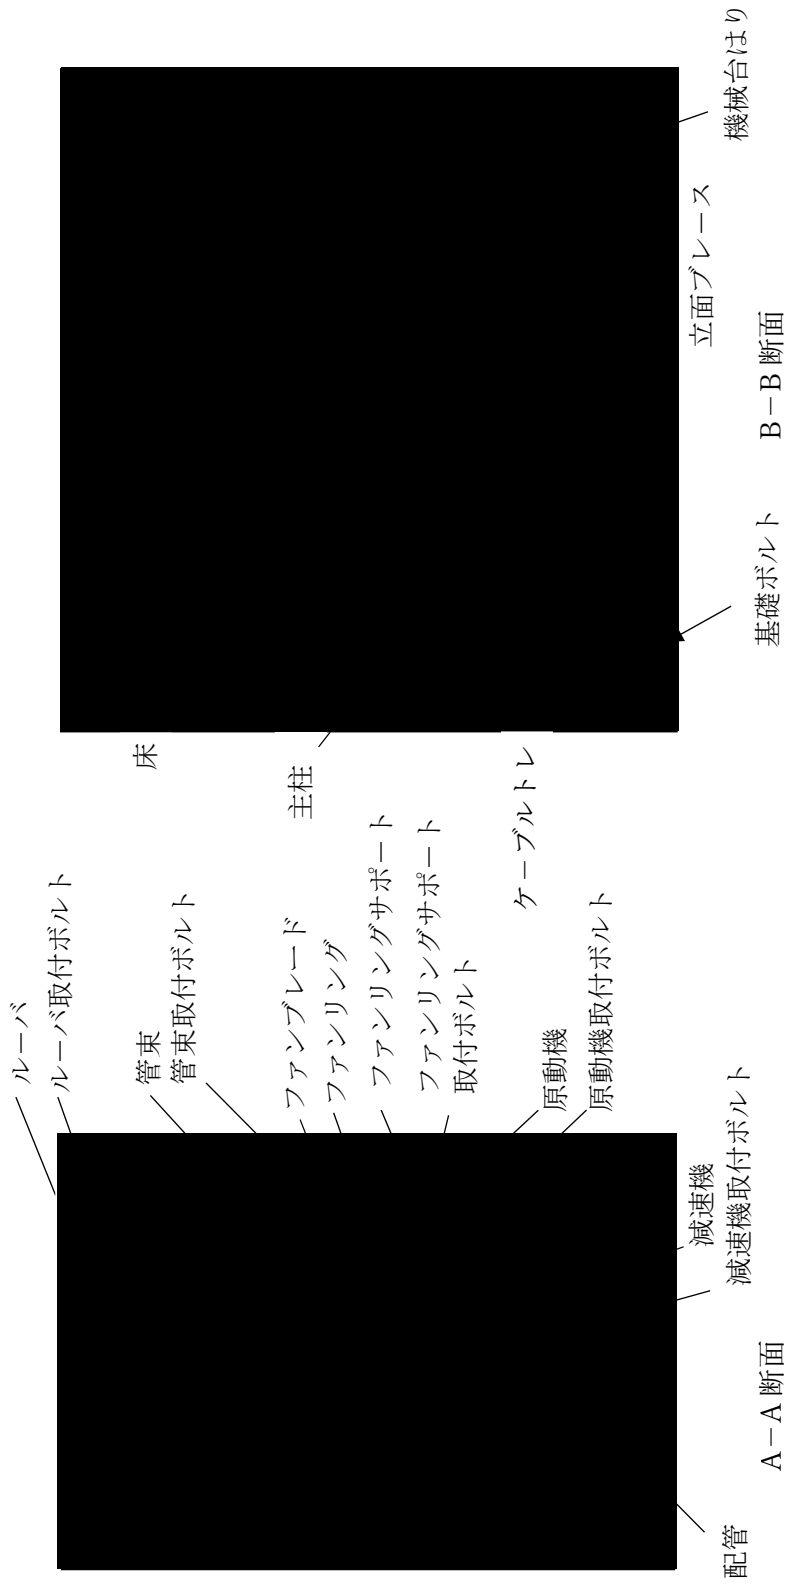 ルーバ
ルーバ取付ボルト
管束
管束取付ボルト
ファンブレード
ファンリング
ファンリングサポート
ファンリングサポート
取付ボルト
原動機
原動機取付ボルト
減速機
減速機取付ボルト
配管
A－A 断面
床
主柱
ケーブルトレ
機械台はり
立面ブレース
基礎ボルト
B－B 断面